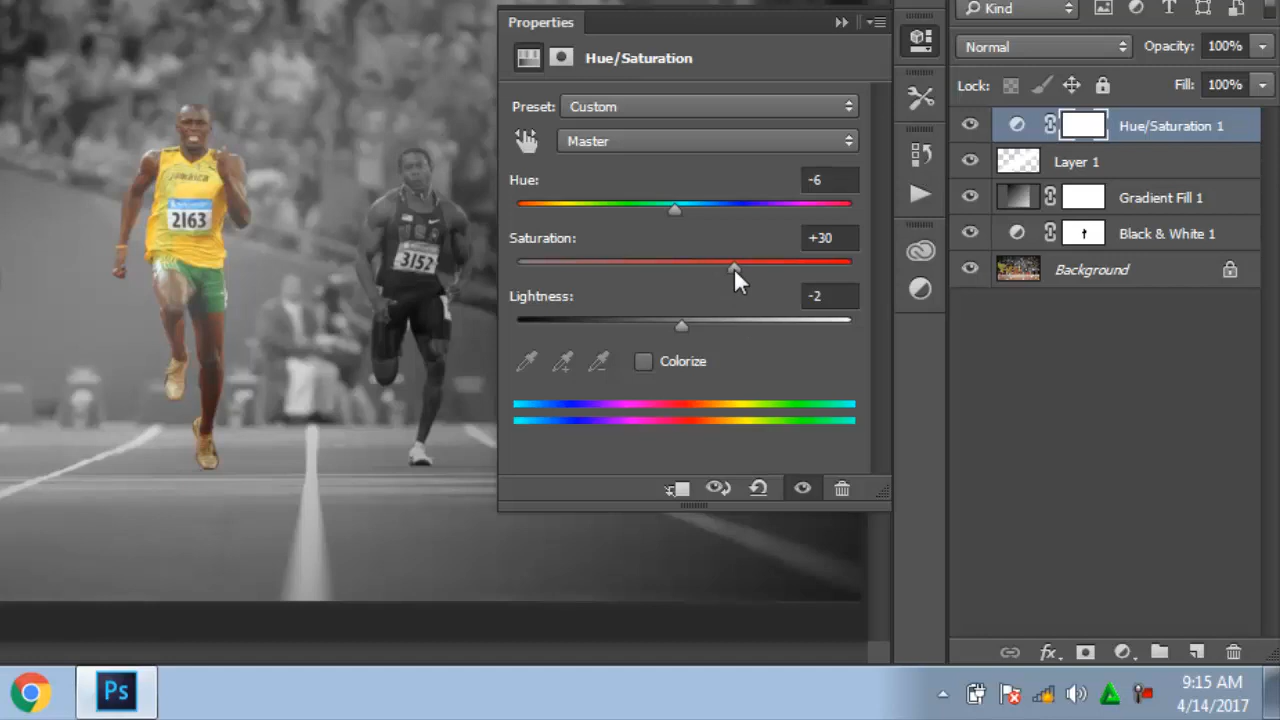 Properties
Hue/Saturation
Preset: Custom
Master
Hue: -6
Saturation: +30
Lightness: -2
Colorize
Kind
Normal Opacity: 100%
Lock: Fill: 100%
Hue/Saturation 1
Layer 1
Gradient Fill 1
Black & White 1
Background
Jamaica
2163
3152
Ps
9:15 AM
4/14/2017